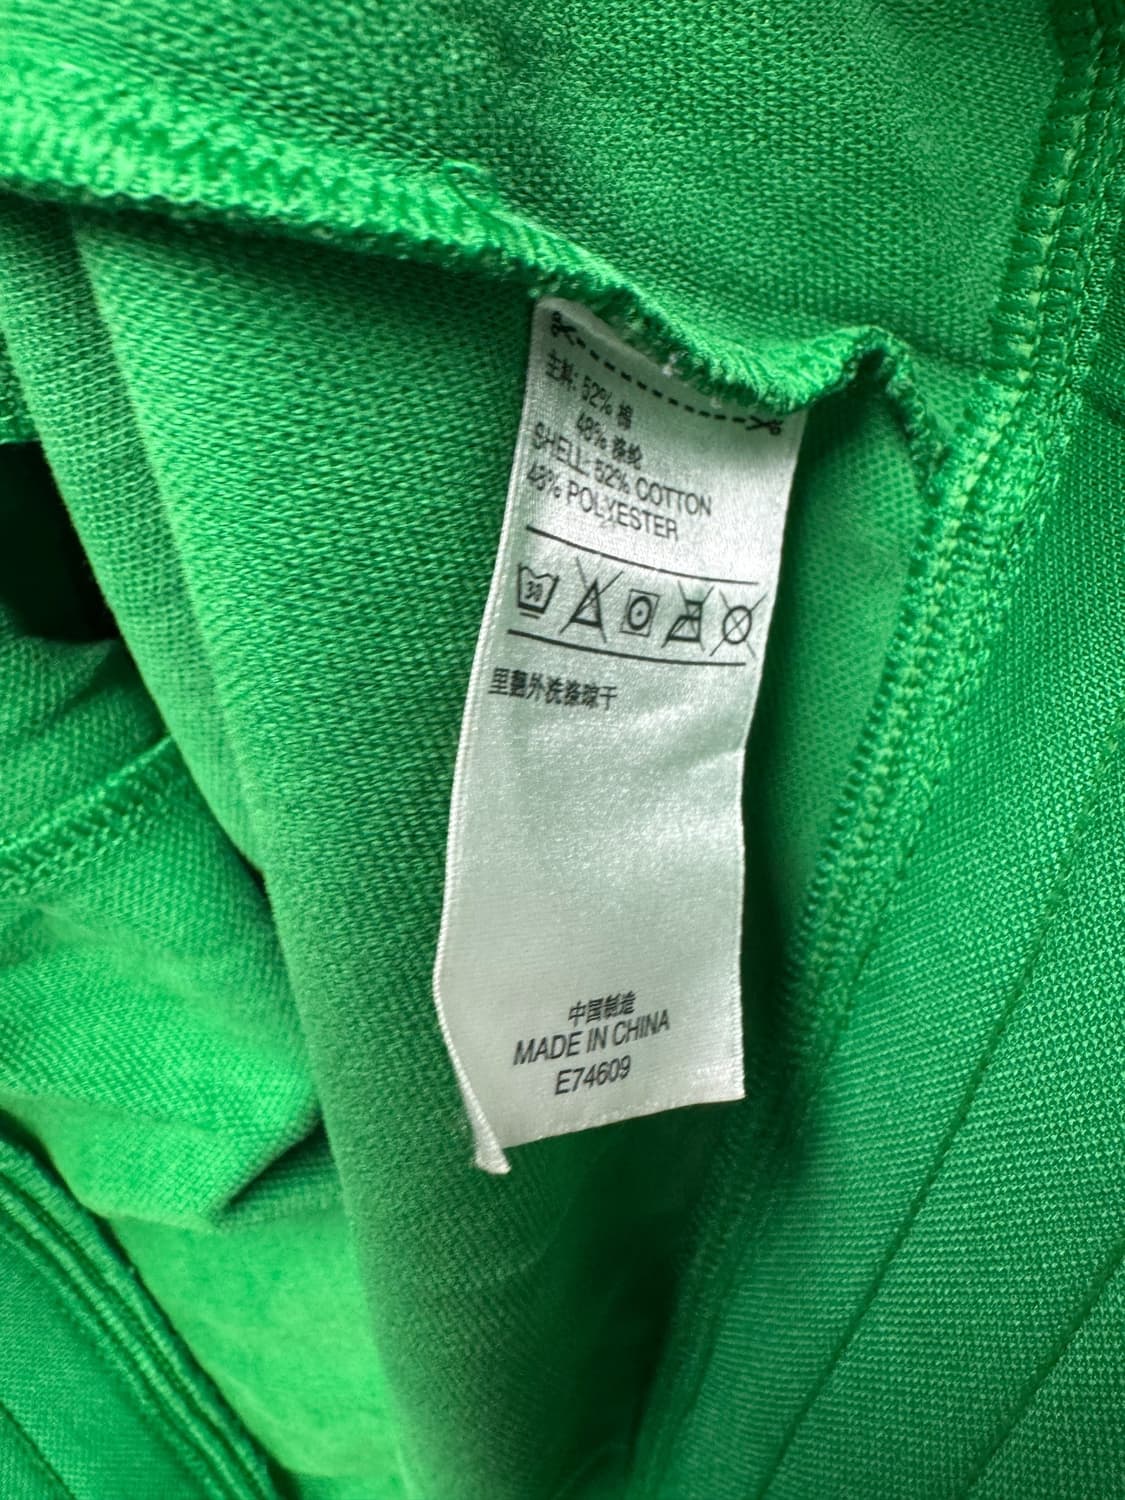 主料: 52% 棉
48% 涤纶
SHELL: 52% COTTON
48% POLYESTER
30
里翻外洗涤晾干
中国制造
MADE IN CHINA
E74609